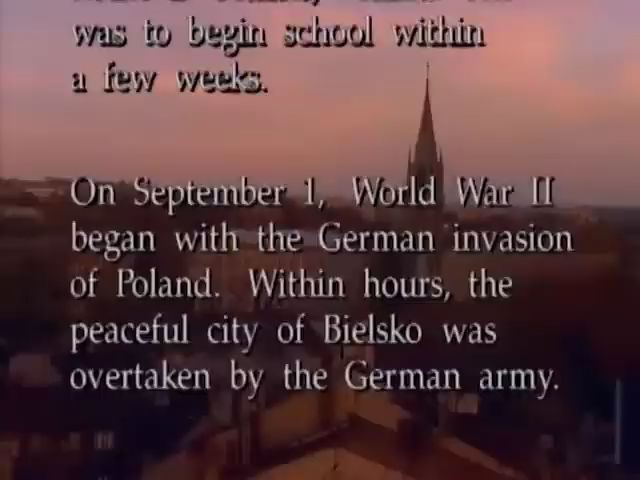 was to begin school within
a few weeks.
On September 1, World War II
began with the German invasion
of Poland. Within hours, the
peaceful city of Bielsko was
overtaken by the German army.